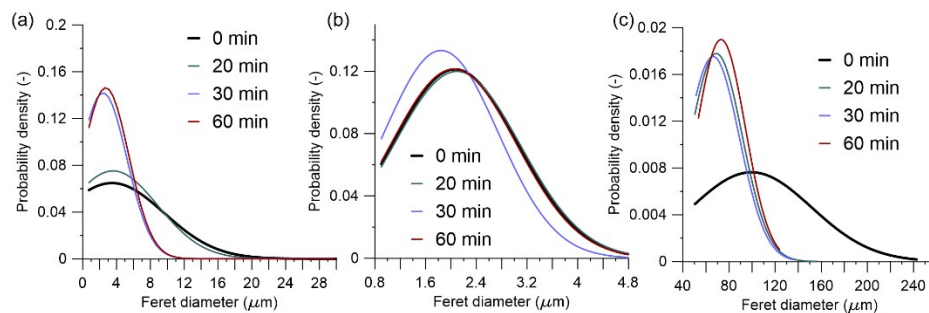 (a)
0.2
0.16
0.12
0.08
0.04
0
Probability density (-)
0 min
20 min
30 min
60 min
0 4 8 12 16 20 24 28
Feret diameter (μm)
(b)
0.12
0.08
0.04
0
Probability density (-)
0 min
20 min
30 min
60 min
0.8 1.6 2.4 3.2 4 4.8
Feret diameter (μm)
(c)
0.02
0.016
0.012
0.008
0.004
0
Probability density (-)
0 min
20 min
30 min
60 min
40 80 120 160 200 240
Feret diameter (μm)